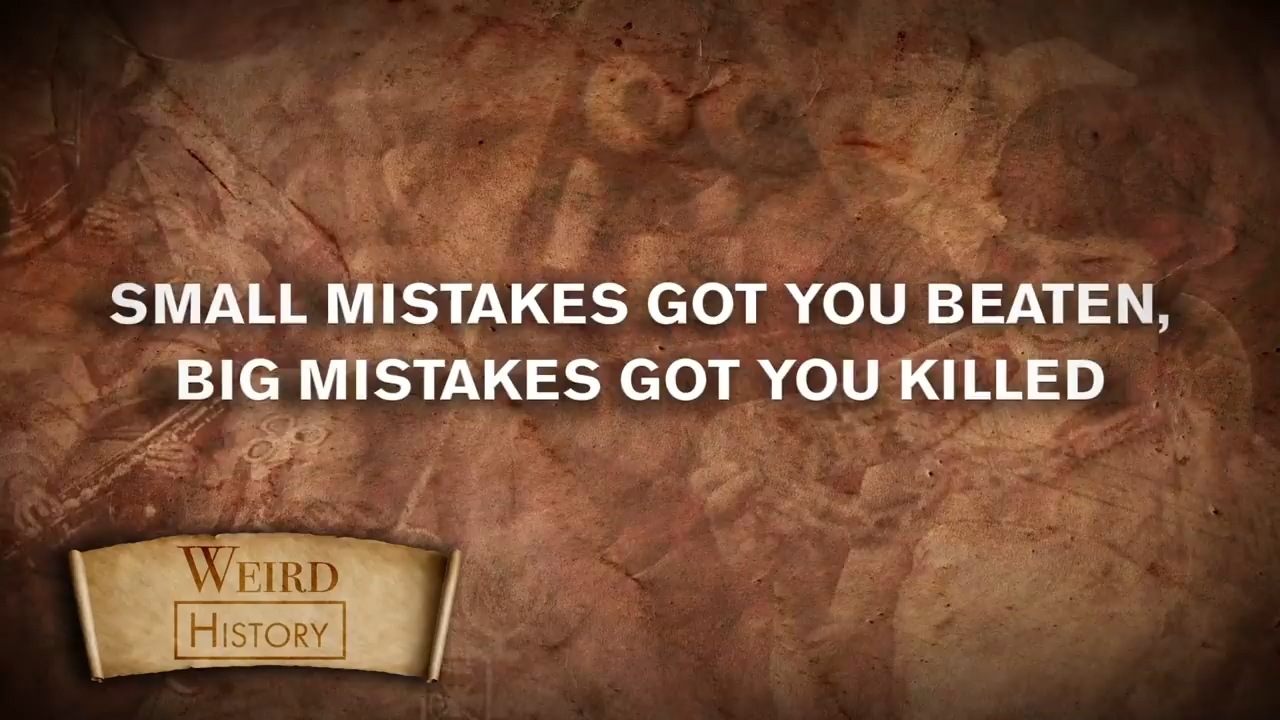 SMALL MISTAKES GOT YOU BEATEN,
BIG MISTAKES GOT YOU KILLED
WEIRD
HISTORY